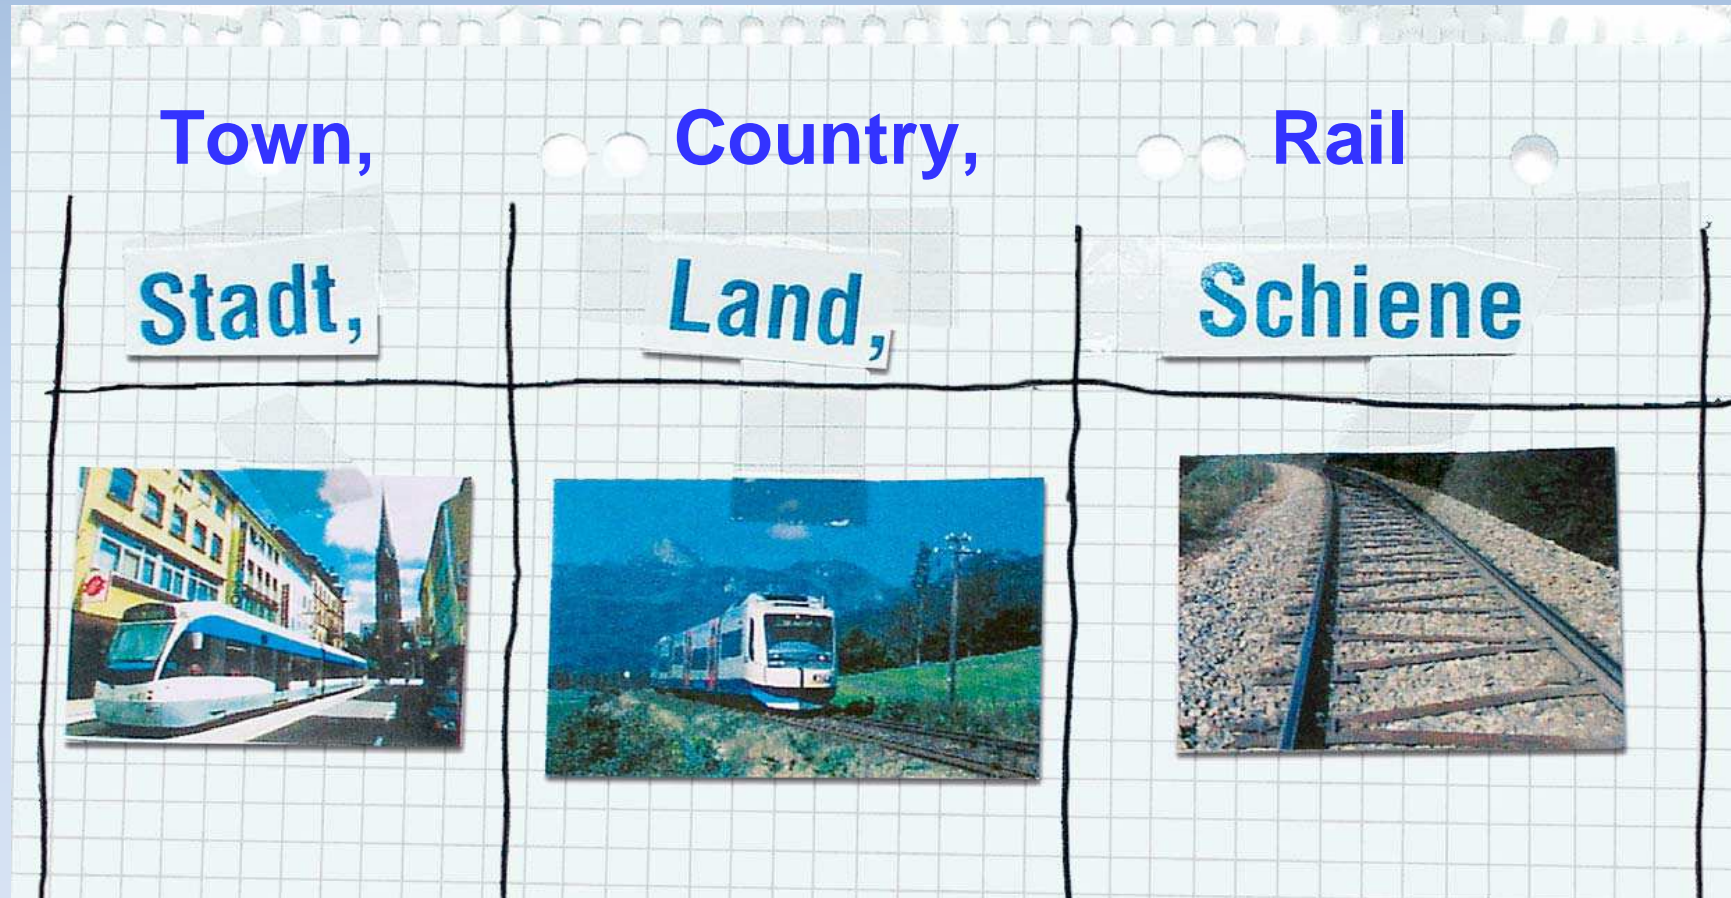 Town, Country, Rail
Stadt, Land, Schiene